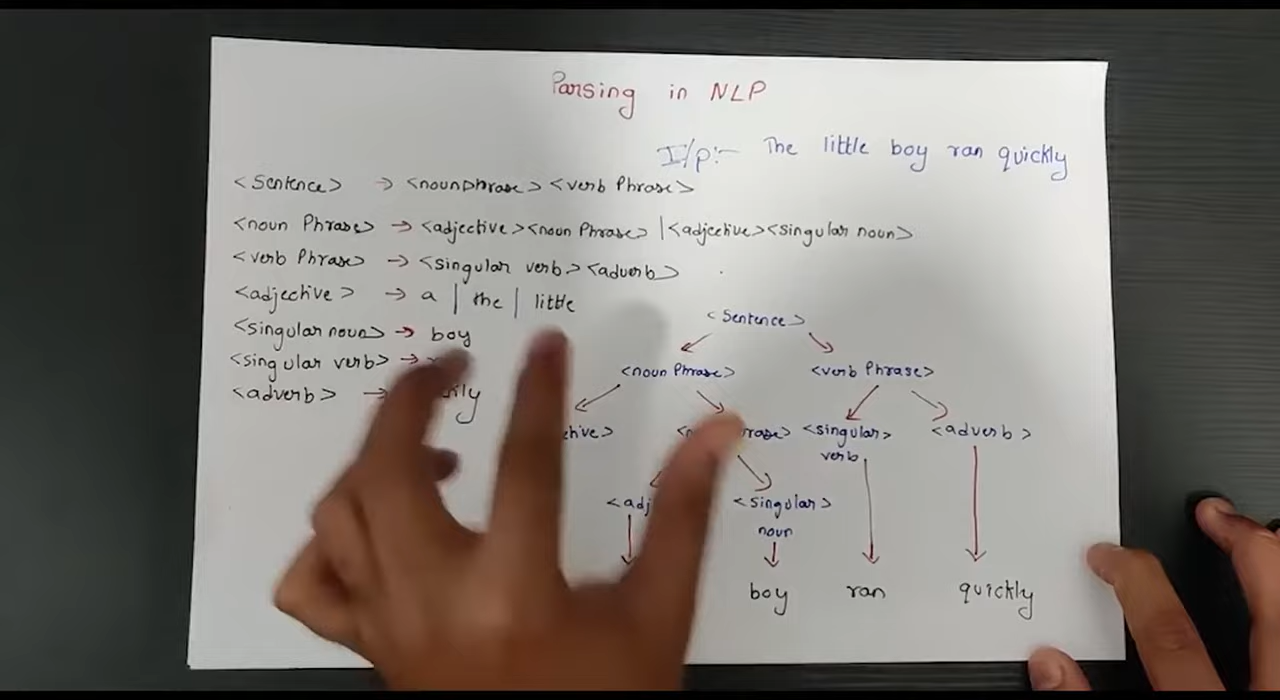 Parsing in NLP
I/p:- The little boy ran quickly
<Sentence> → <noun phrase> <verb Phrase>
<noun Phrase> → <adjective><noun Phrase> | <adjective><singular noun>
<verb Phrase> → <singular verb><adverb>
<adjective> → a | the | little
<singular noun> → boy
<singular verb> →
<adverb> →
<Sentence>
<noun Phrase> <verb Phrase>
<singular> <adverb>
verb
<singular>
noun
boy ran quickly